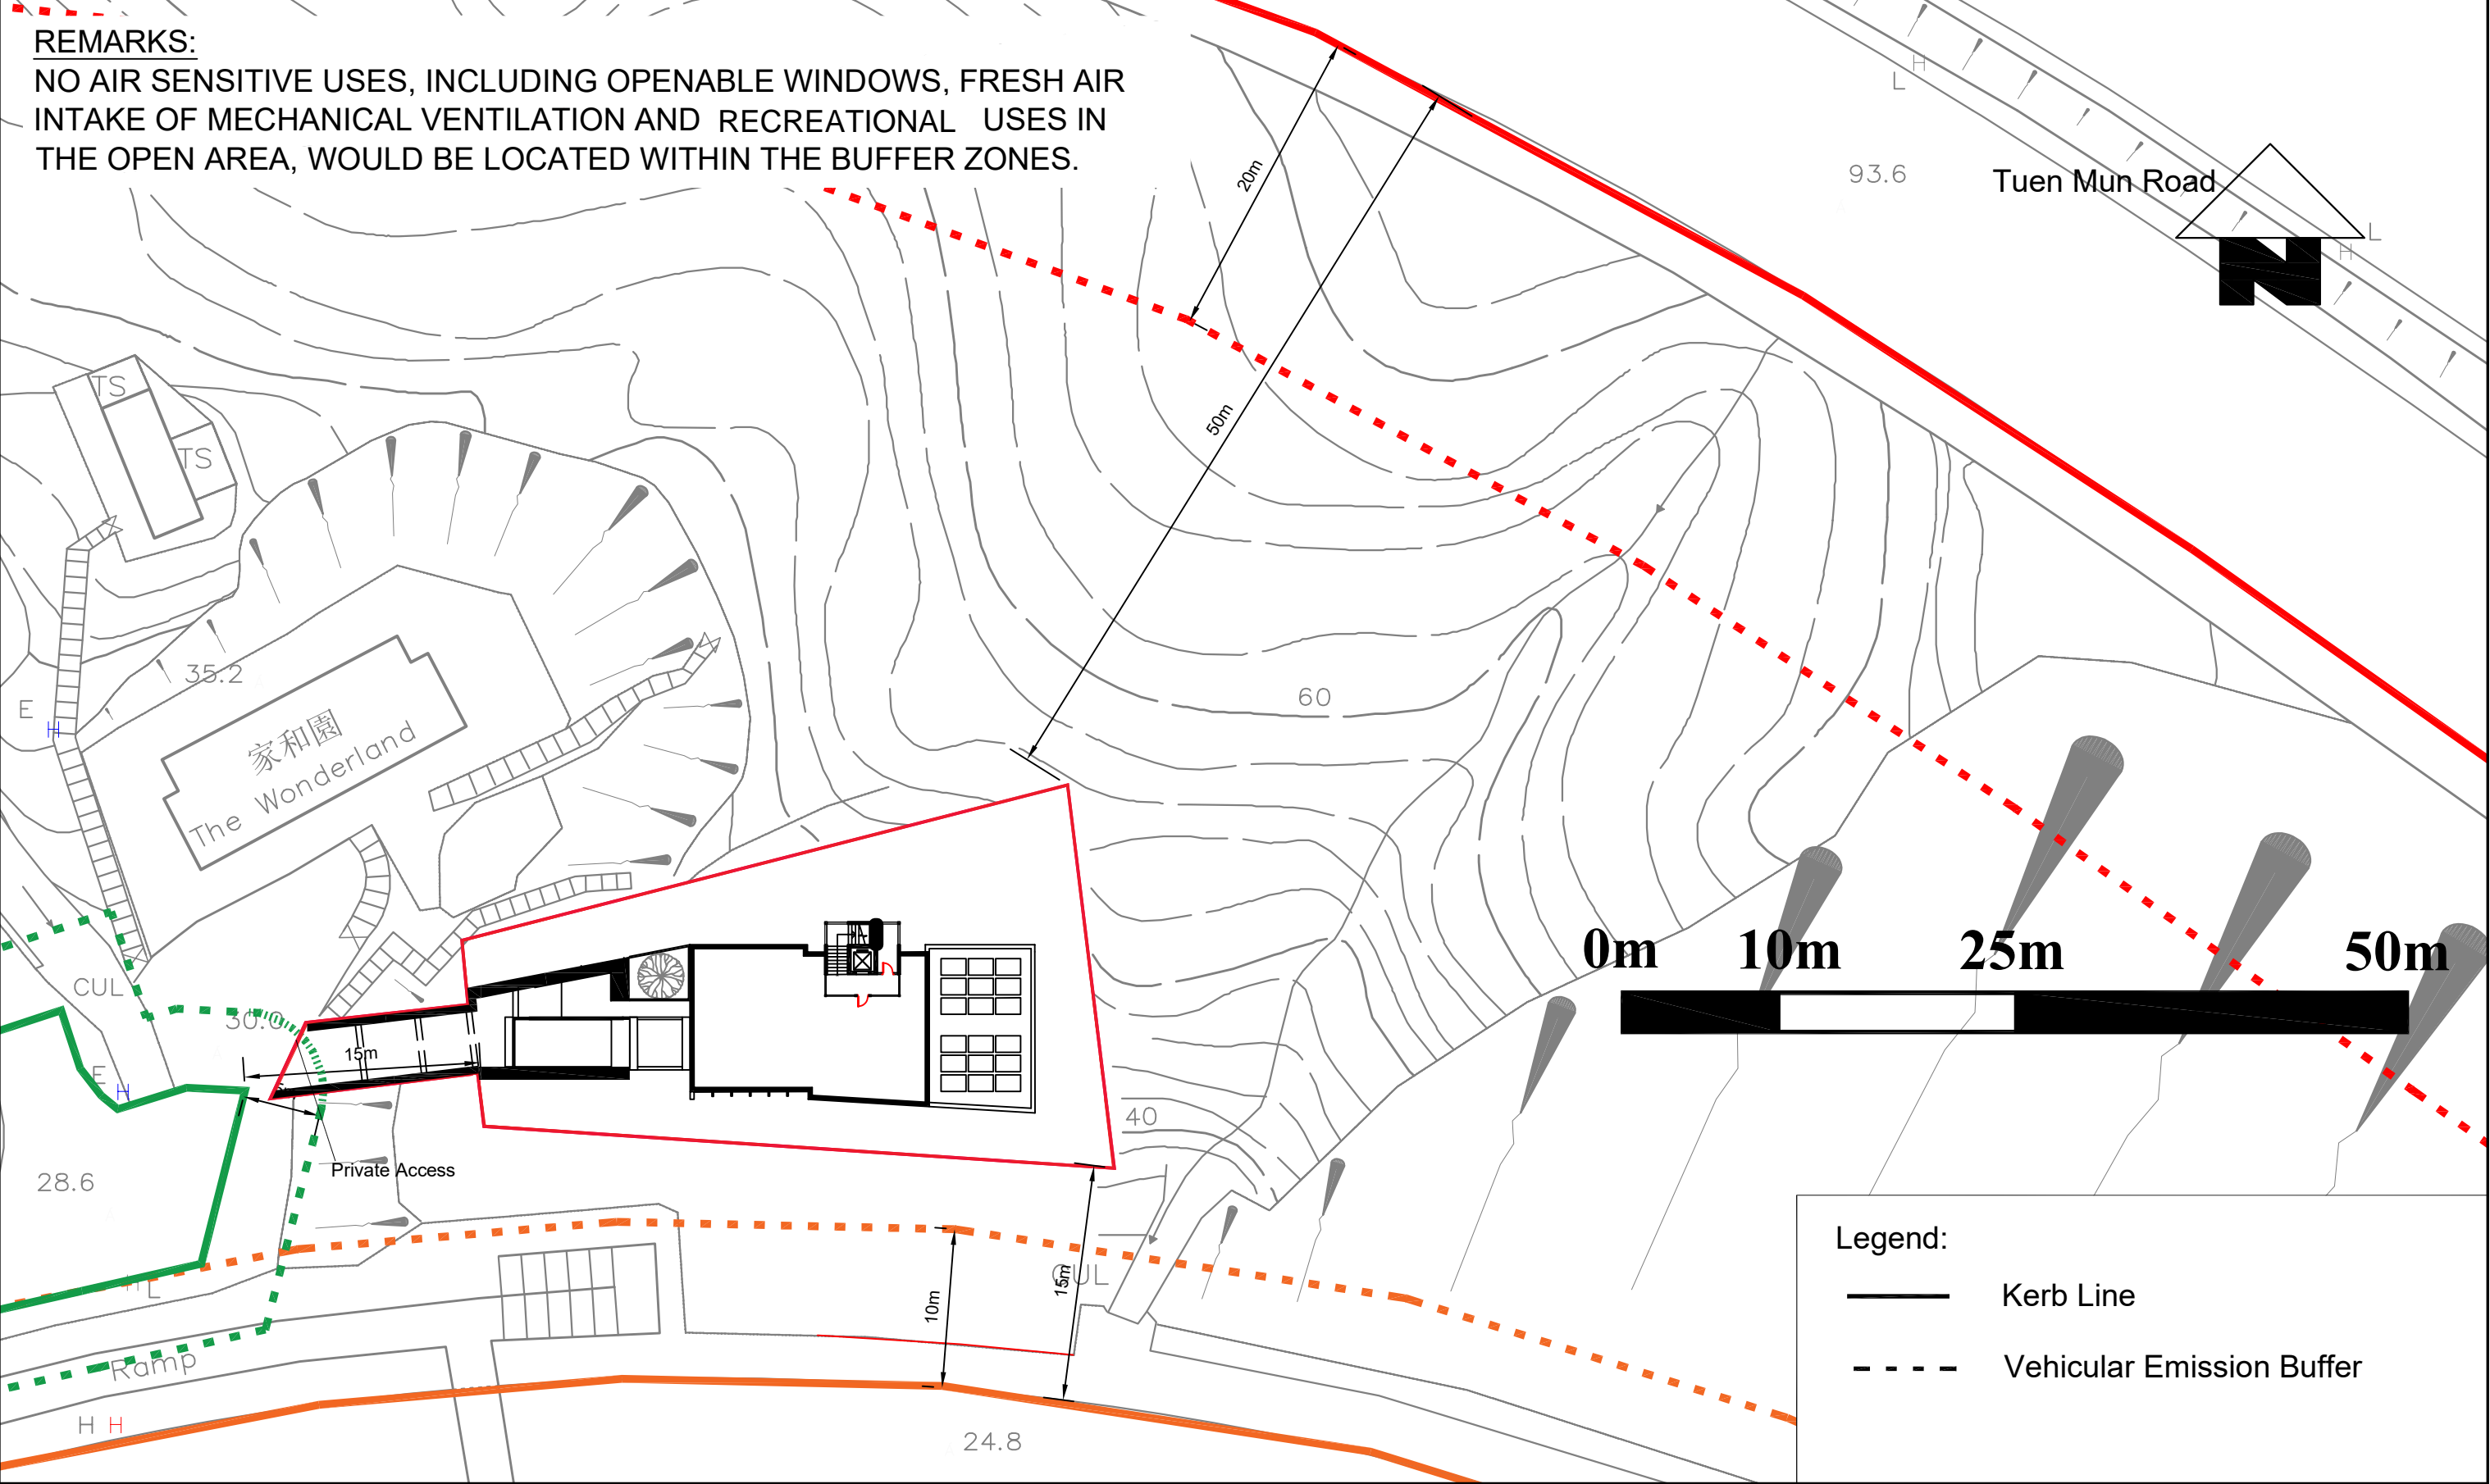 REMARKS:
NO AIR SENSITIVE USES, INCLUDING OPENABLE WINDOWS, FRESH AIR
INTAKE OF MECHANICAL VENTILATION AND RECREATIONAL USES IN
THE OPEN AREA, WOULD BE LOCATED WITHIN THE BUFFER ZONES.
H
L
93.6
Tuen Mun Road
L
H
N
20m
50m
TS
TS
35.2
E
H
家和園
The Wonderland
60
0m 10m 25m 50m
CUL
30.0
15m
E
H
40
Private Access
28.6
H
L
10m
15m
CUL
Ramp
H H
24.8
Legend:
Kerb Line
Vehicular Emission Buffer